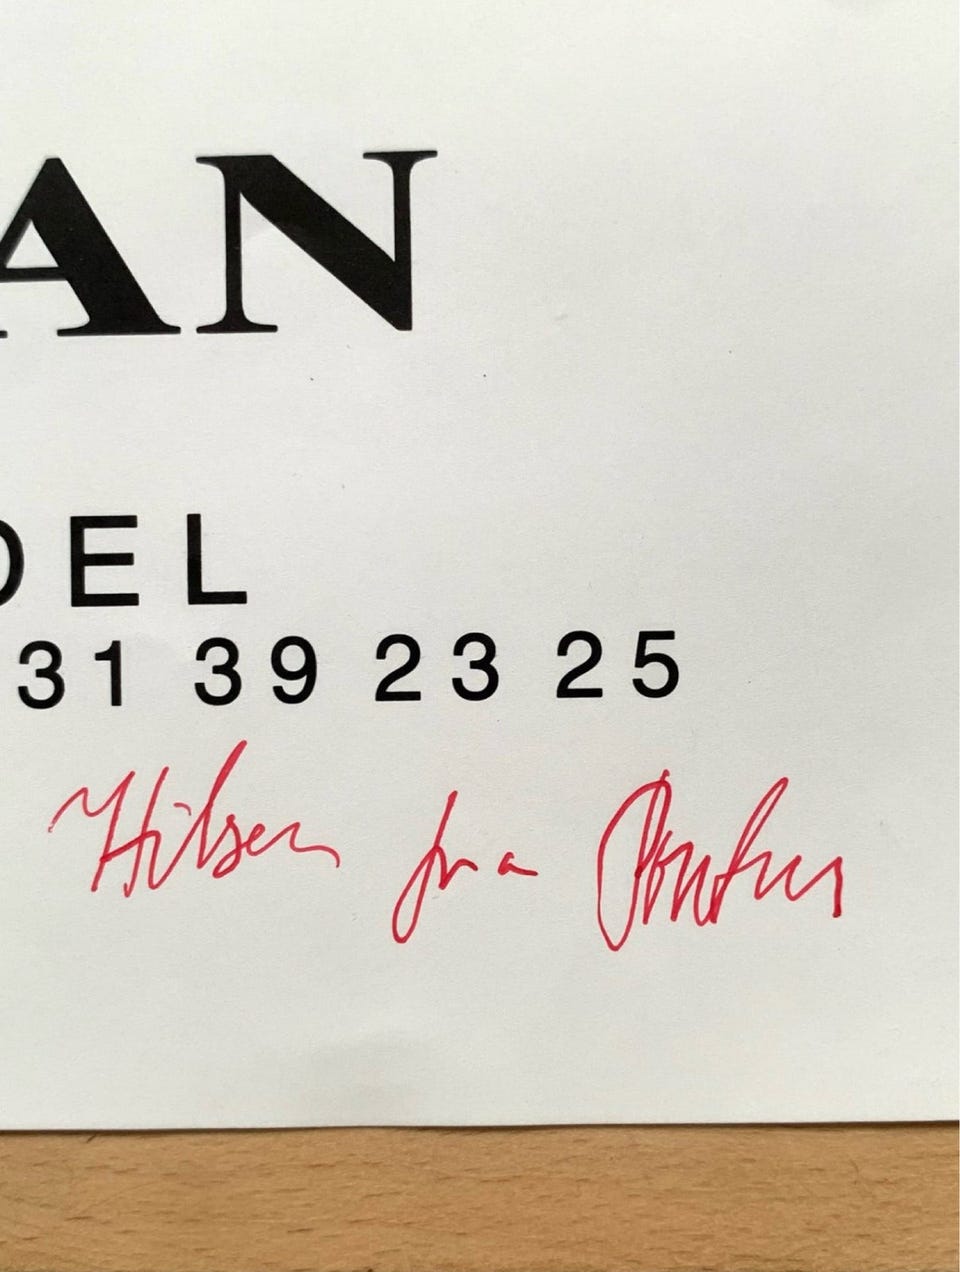 AN
DEL
31 39 23 25
Hilsen fra